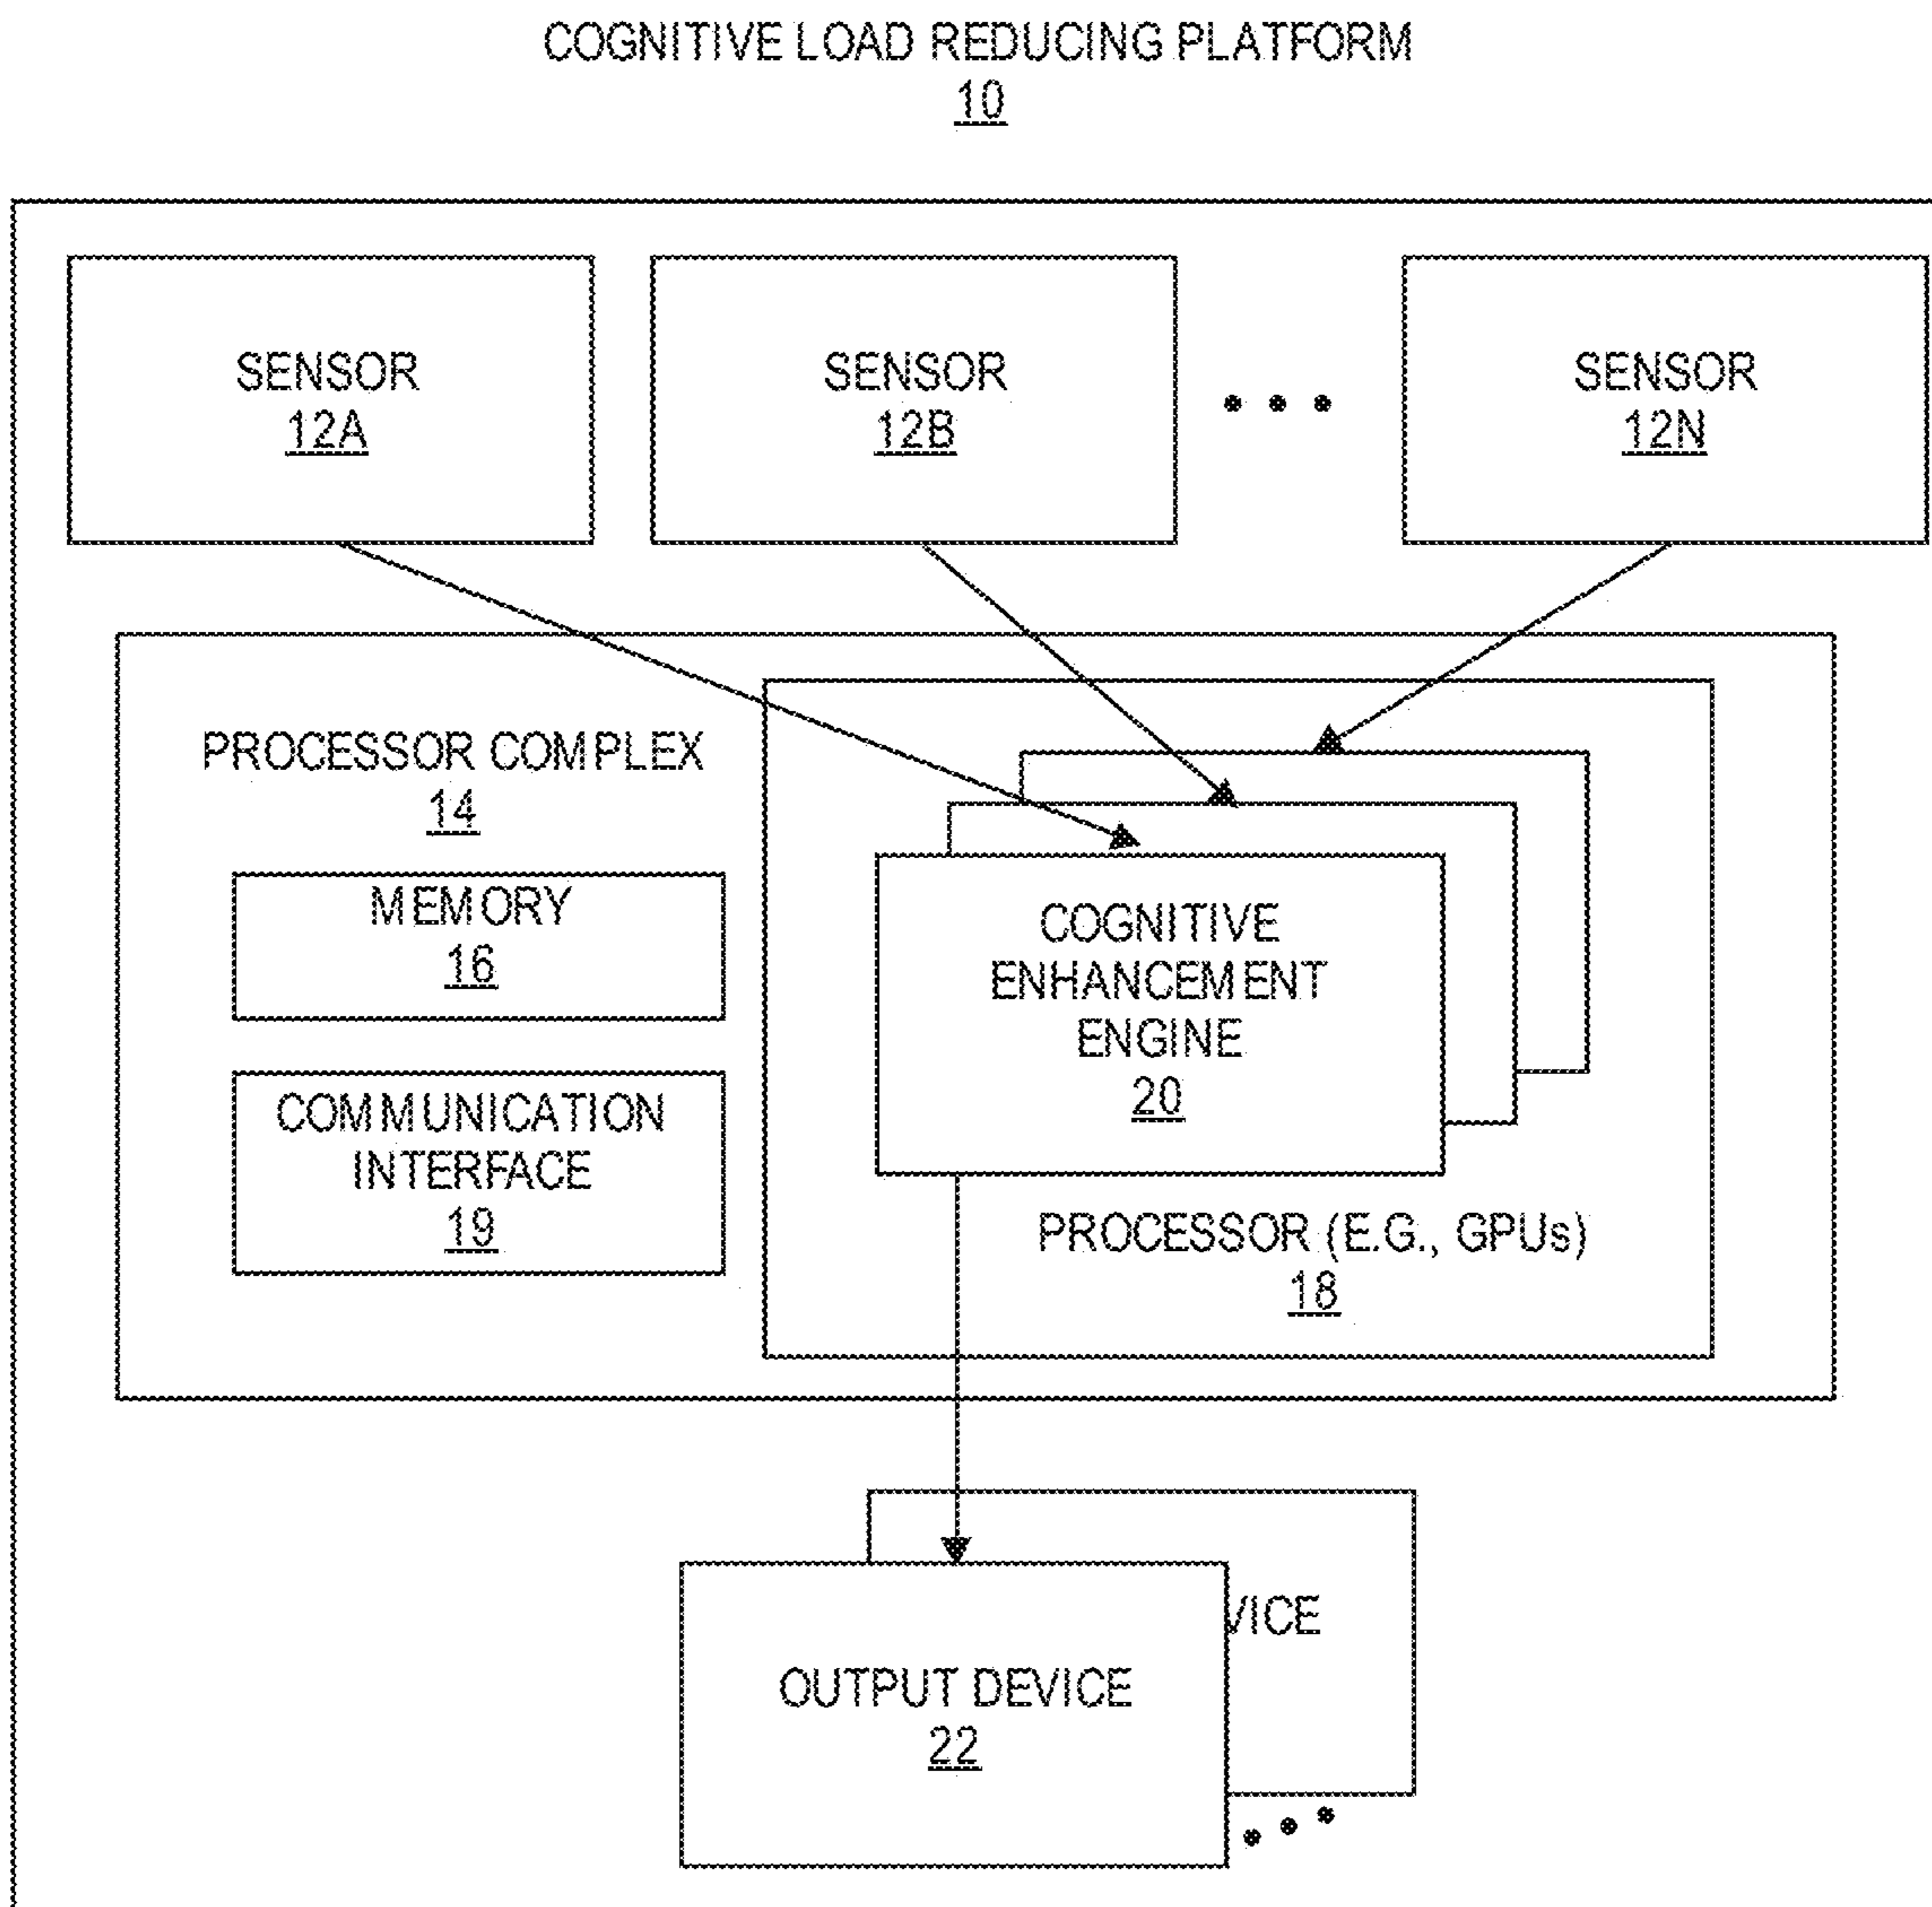 COGNITIVE LOAD REDUCING PLATFORM
10
SENSOR
12A
SENSOR
12B
SENSOR
12N
PROCESSOR COMPLEX
14
MEMORY
16
COMMUNICATION
INTERFACE
19
COGNITIVE
ENHANCEMENT
ENGINE
20
PROCESSOR (E.G., GPUs)
18
VICE
OUTPUT DEVICE
22